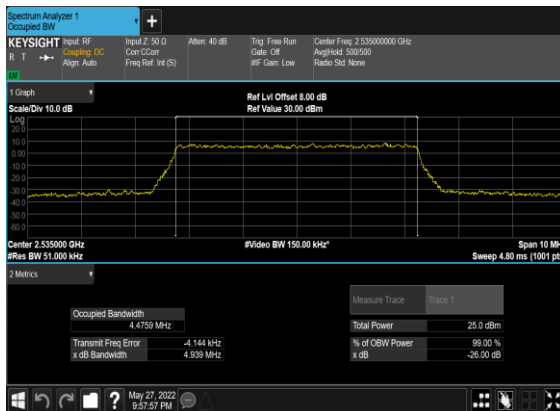 Spectrum Analyzer 1
Occupied BW
KEYSIGHT
R T
Input: RF
Coupling: DC
Align: Auto
Input Z: 50 Ω
Corr CCorr
Freq Ref: Int (S)
Atten: 40 dB
Trig: Free Run
Gate: Off
#IF Gain: Low
Center Freq: 2.535000000 GHz
Avg|Hold: 500/500
Radio Std: None
1 Graph
Scale/Div 10.0 dB
Ref Lvl Offset 8.00 dB
Ref Value 30.00 dBm
Log
20.0
10.0
0.00
-10.0
-20.0
-30.0
-40.0
-50.0
-60.0
Center 2.535000 GHz
#Res BW 51.000 kHz
#Video BW 150.00 kHz*
Span 10 MH
Sweep 4.80 ms (1001 pt
2 Metrics
Occupied Bandwidth
4.4759 MHz
Transmit Freq Error -4.144 kHz
x dB Bandwidth 4.939 MHz
Measure Trace Trace 1
Total Power 25.0 dBm
% of OBW Power 99.00 %
x dB -26.00 dB
May 27, 2022
9:57:57 PM